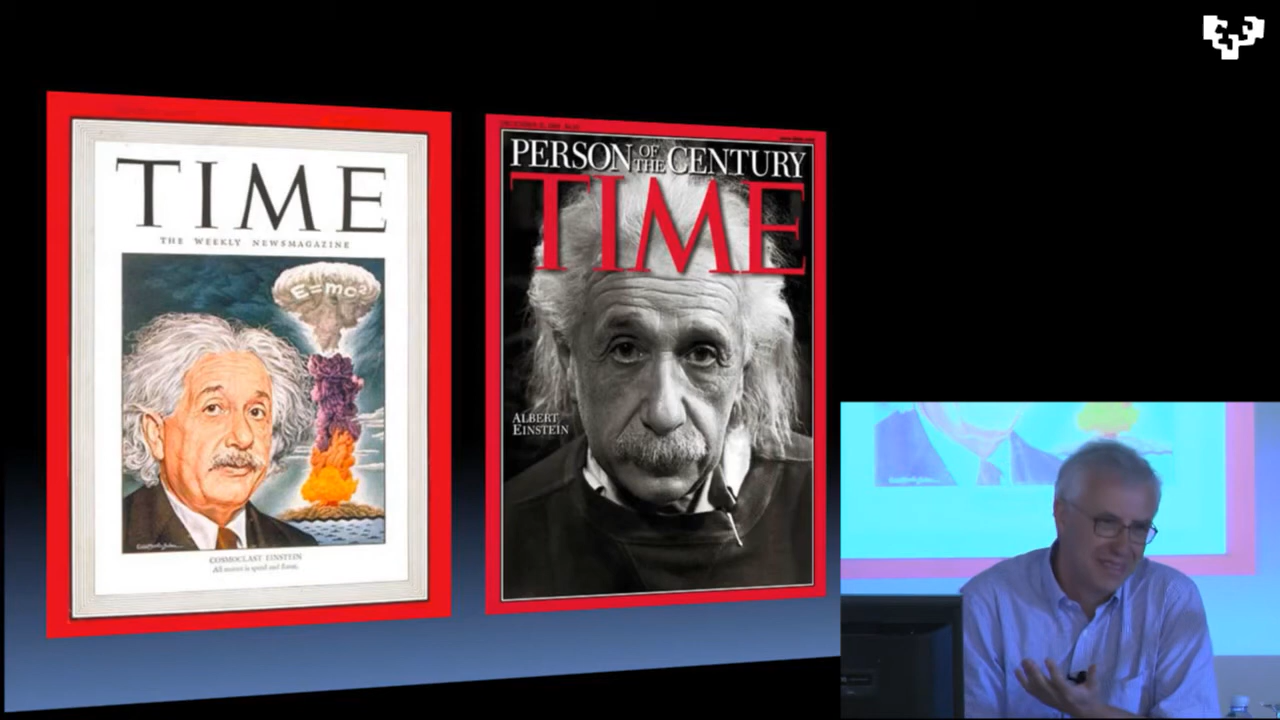 TIME
THE WEEKLY NEWSMAGAZINE
E=mc²
COSMOCLAST EINSTEIN
All matter is speed and flame.
PERSON OF THE CENTURY
TIME
ALBERT
EINSTEIN